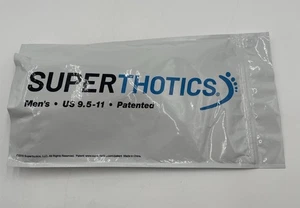 SUPERTHOTICS
Men's • US 9.5-11 • Patented